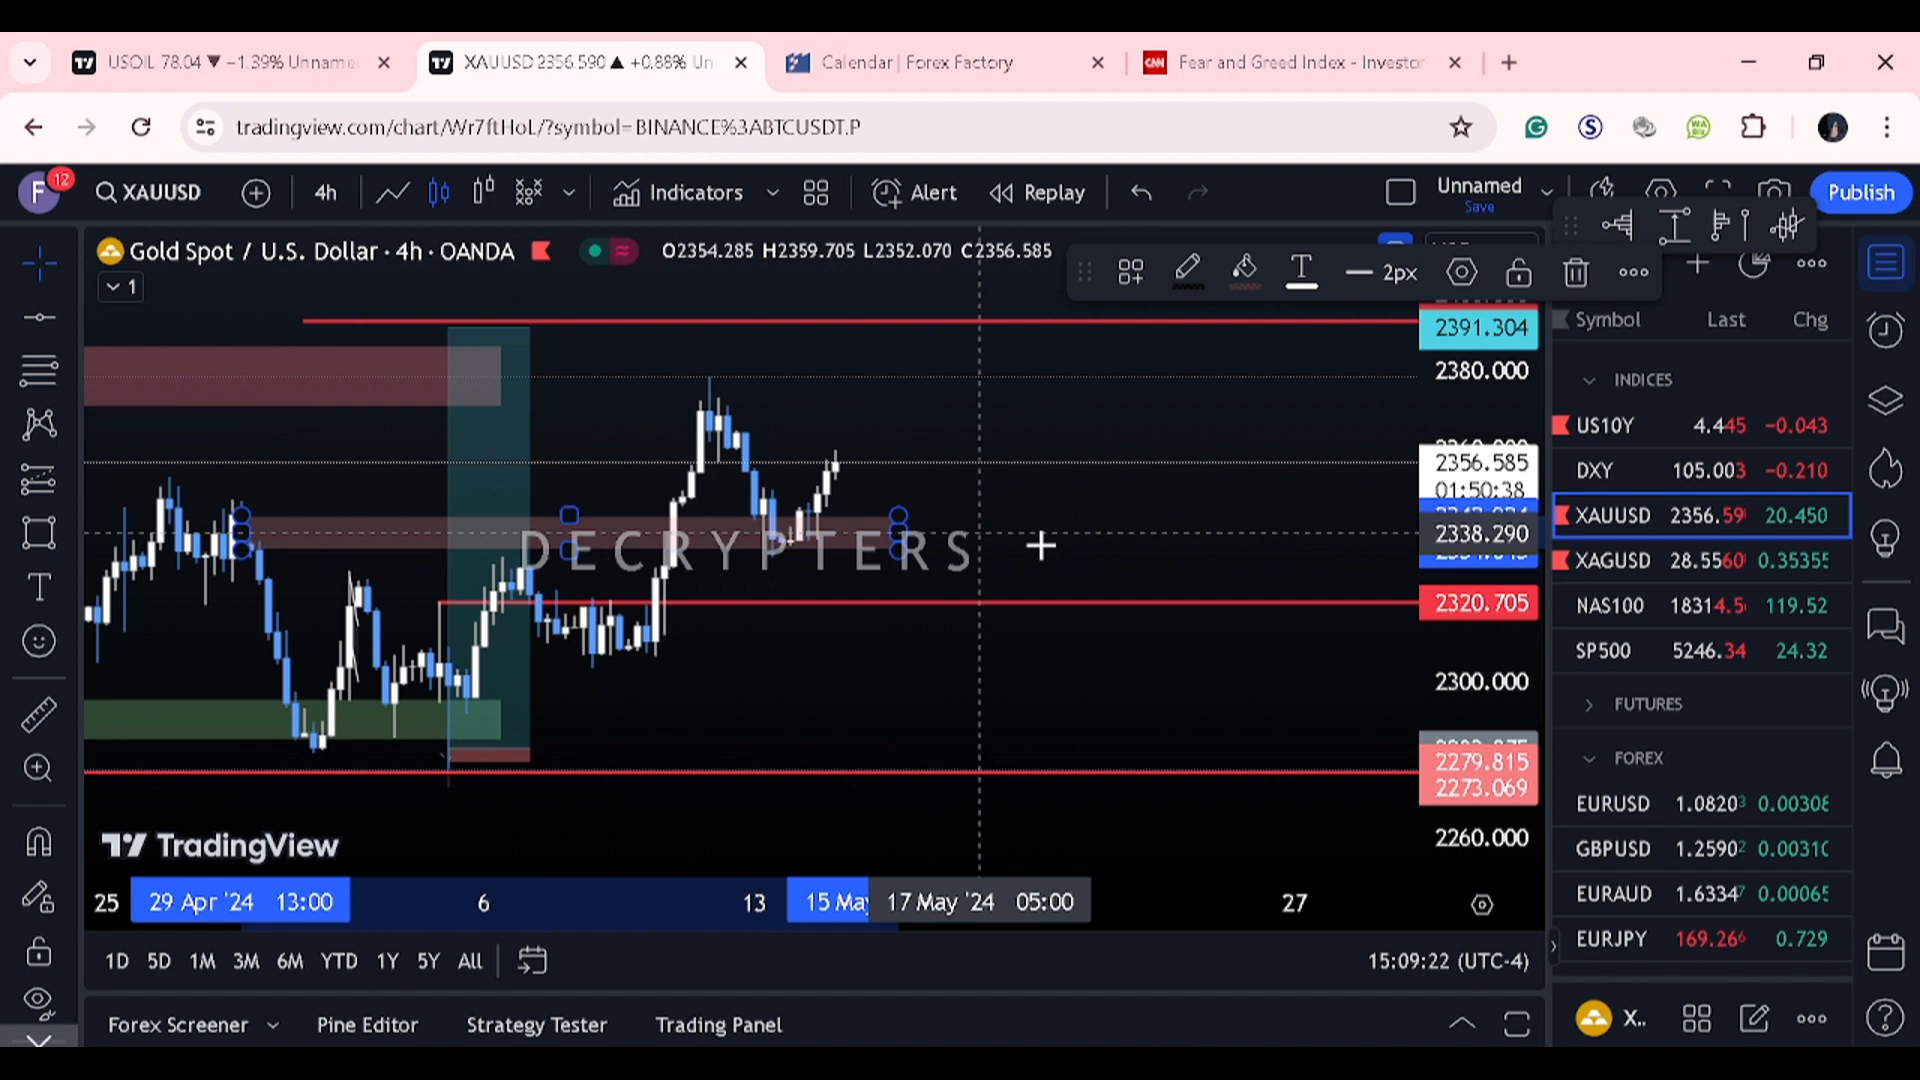 USOIL 78.04 ▼ −1.39% Unname
XAUUSD 2356.590 ▲ +0.88% Un
Calendar | Forex Factory
CNN
Fear and Greed Index - Investor
tradingview.com/chart/Wr7ftHoL/?symbol=BINANCE%3ABTCUSDT.P
F
12
XAUUSD
4h
Indicators
Alert
Replay
Unnamed
Save
Publish
Gold Spot / U.S. Dollar · 4h · OANDA
O2354.285 H2359.705 L2352.070 C2356.585
1
T
2px
Symbol Last Chg
2391.304
2380.000
2356.585
01:50:38
2338.290
2320.705
2300.000
2279.815
2273.069
2260.000
DECRYPTERS
INDICES
US10Y 4.445 −0.043
DXY 105.003 −0.210
XAUUSD 2356.59 20.450
XAGUSD 28.5560 0.35355
NAS100 18314.5 119.52
SP500 5246.34 24.32
FUTURES
FOREX
EURUSD 1.08203 0.00308
GBPUSD 1.25902 0.00310
EURAUD 1.63347 0.00065
EURJPY 169.266 0.729
TradingView
25 29 Apr '24 13:00 6 13 15 May 17 May '24 05:00 27
1D 5D 1M 3M 6M YTD 1Y 5Y All
15:09:22 (UTC-4)
Forex Screener Pine Editor Strategy Tester Trading Panel
X..